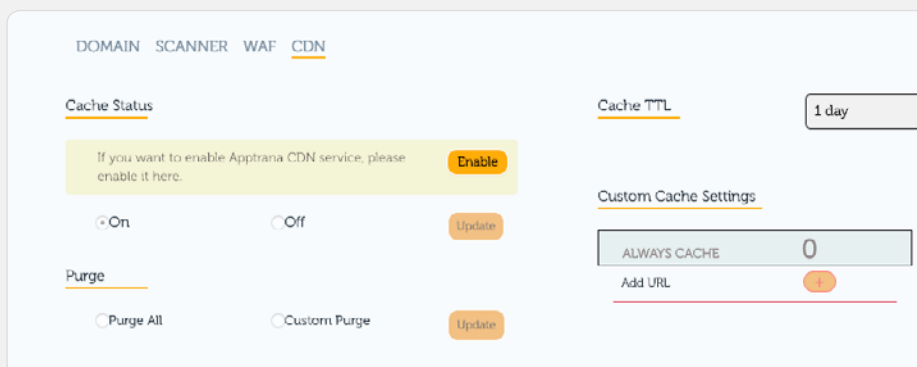 DOMAIN SCANNER WAF CDN
Cache Status
If you want to enable Apptrana CDN service, please
enable it here.
Enable
On Off Update
Purge
Purge All Custom Purge Update
Cache TTL 1 day
Custom Cache Settings
ALWAYS CACHE 0
Add URL +